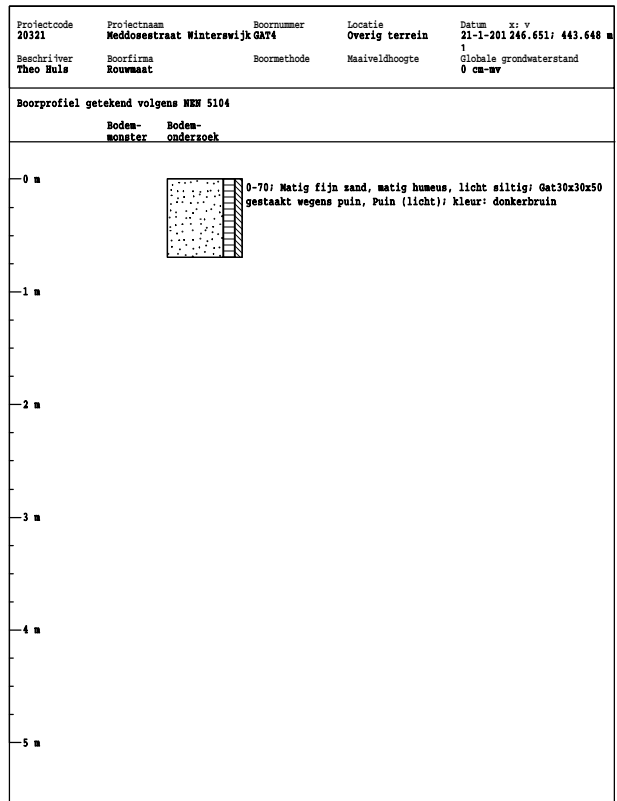 Projectcode Projectnaam Boornummer Locatie Datum x; y
20321 Meddosestraat Winterswijk GAT4 Overig terrein 21-1-201 246.651; 443.648 m
1
Beschrijver Boorfirma Boormethode Maaiveldhoogte Globale grondwaterstand
Theo Huls Rouwmaat 0 cm-mv
Boorprofiel getekend volgens NEN 5104
Bodem- Bodem-
monster onderzoek
0 m
0-70; Matig fijn zand, matig humeus, licht siltig; Gat30x30x50
gestaakt wegens puin, Puin (licht); kleur: donkerbruin
1 m
2 m
3 m
4 m
5 m